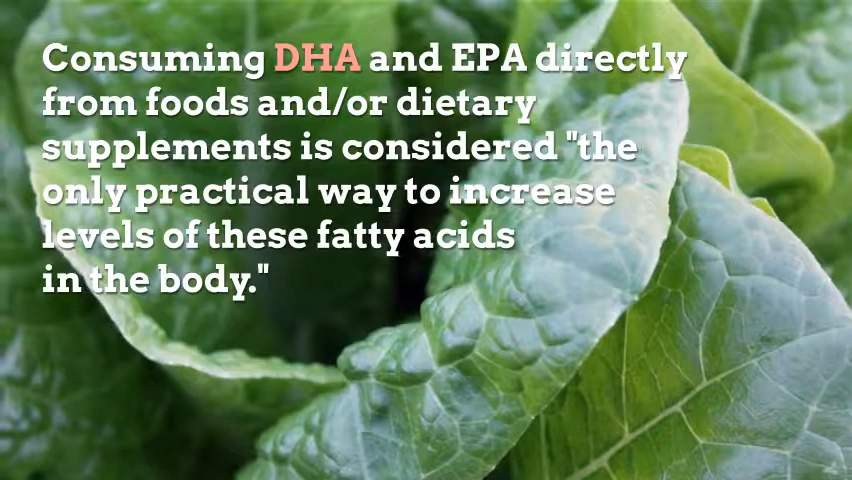 Consuming DHA and EPA directly
from foods and/or dietary
supplements is considered "the
only practical way to increase
levels of these fatty acids
in the body."